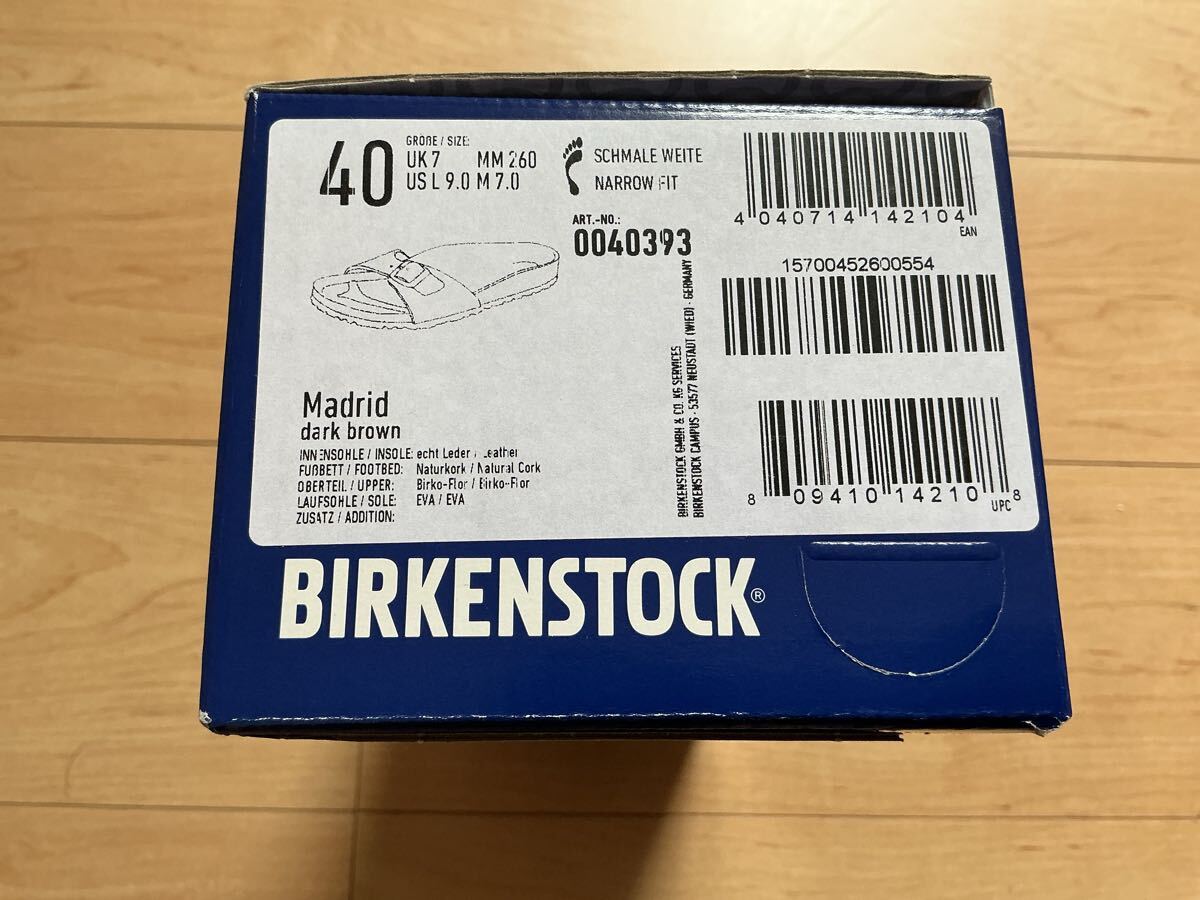 40
GRÖßE / SIZE:
UK 7 MM 260
US L 9.0 M 7.0
SCHMALE WEITE
NARROW FIT
ART.-NO.:
0040393
4 040714 142104
EAN
15700452600554
8 09410 14210 8
UPC
BIRKENSTOCK GMBH & CO. KG SERVICES
BIRKENSTOCK CAMPUS · 53577 NEUSTADT (WIED) · GERMANY
Madrid
dark brown
INNENSOHLE / INSOLE: echt Leder / Leather
FUßBETT / FOOTBED: Naturkork / Natural Cork
OBERTEIL / UPPER: Birko-Flor / Birko-Flor
LAUFSOHLE / SOLE: EVA / EVA
ZUSATZ / ADDITION:
BIRKENSTOCK®